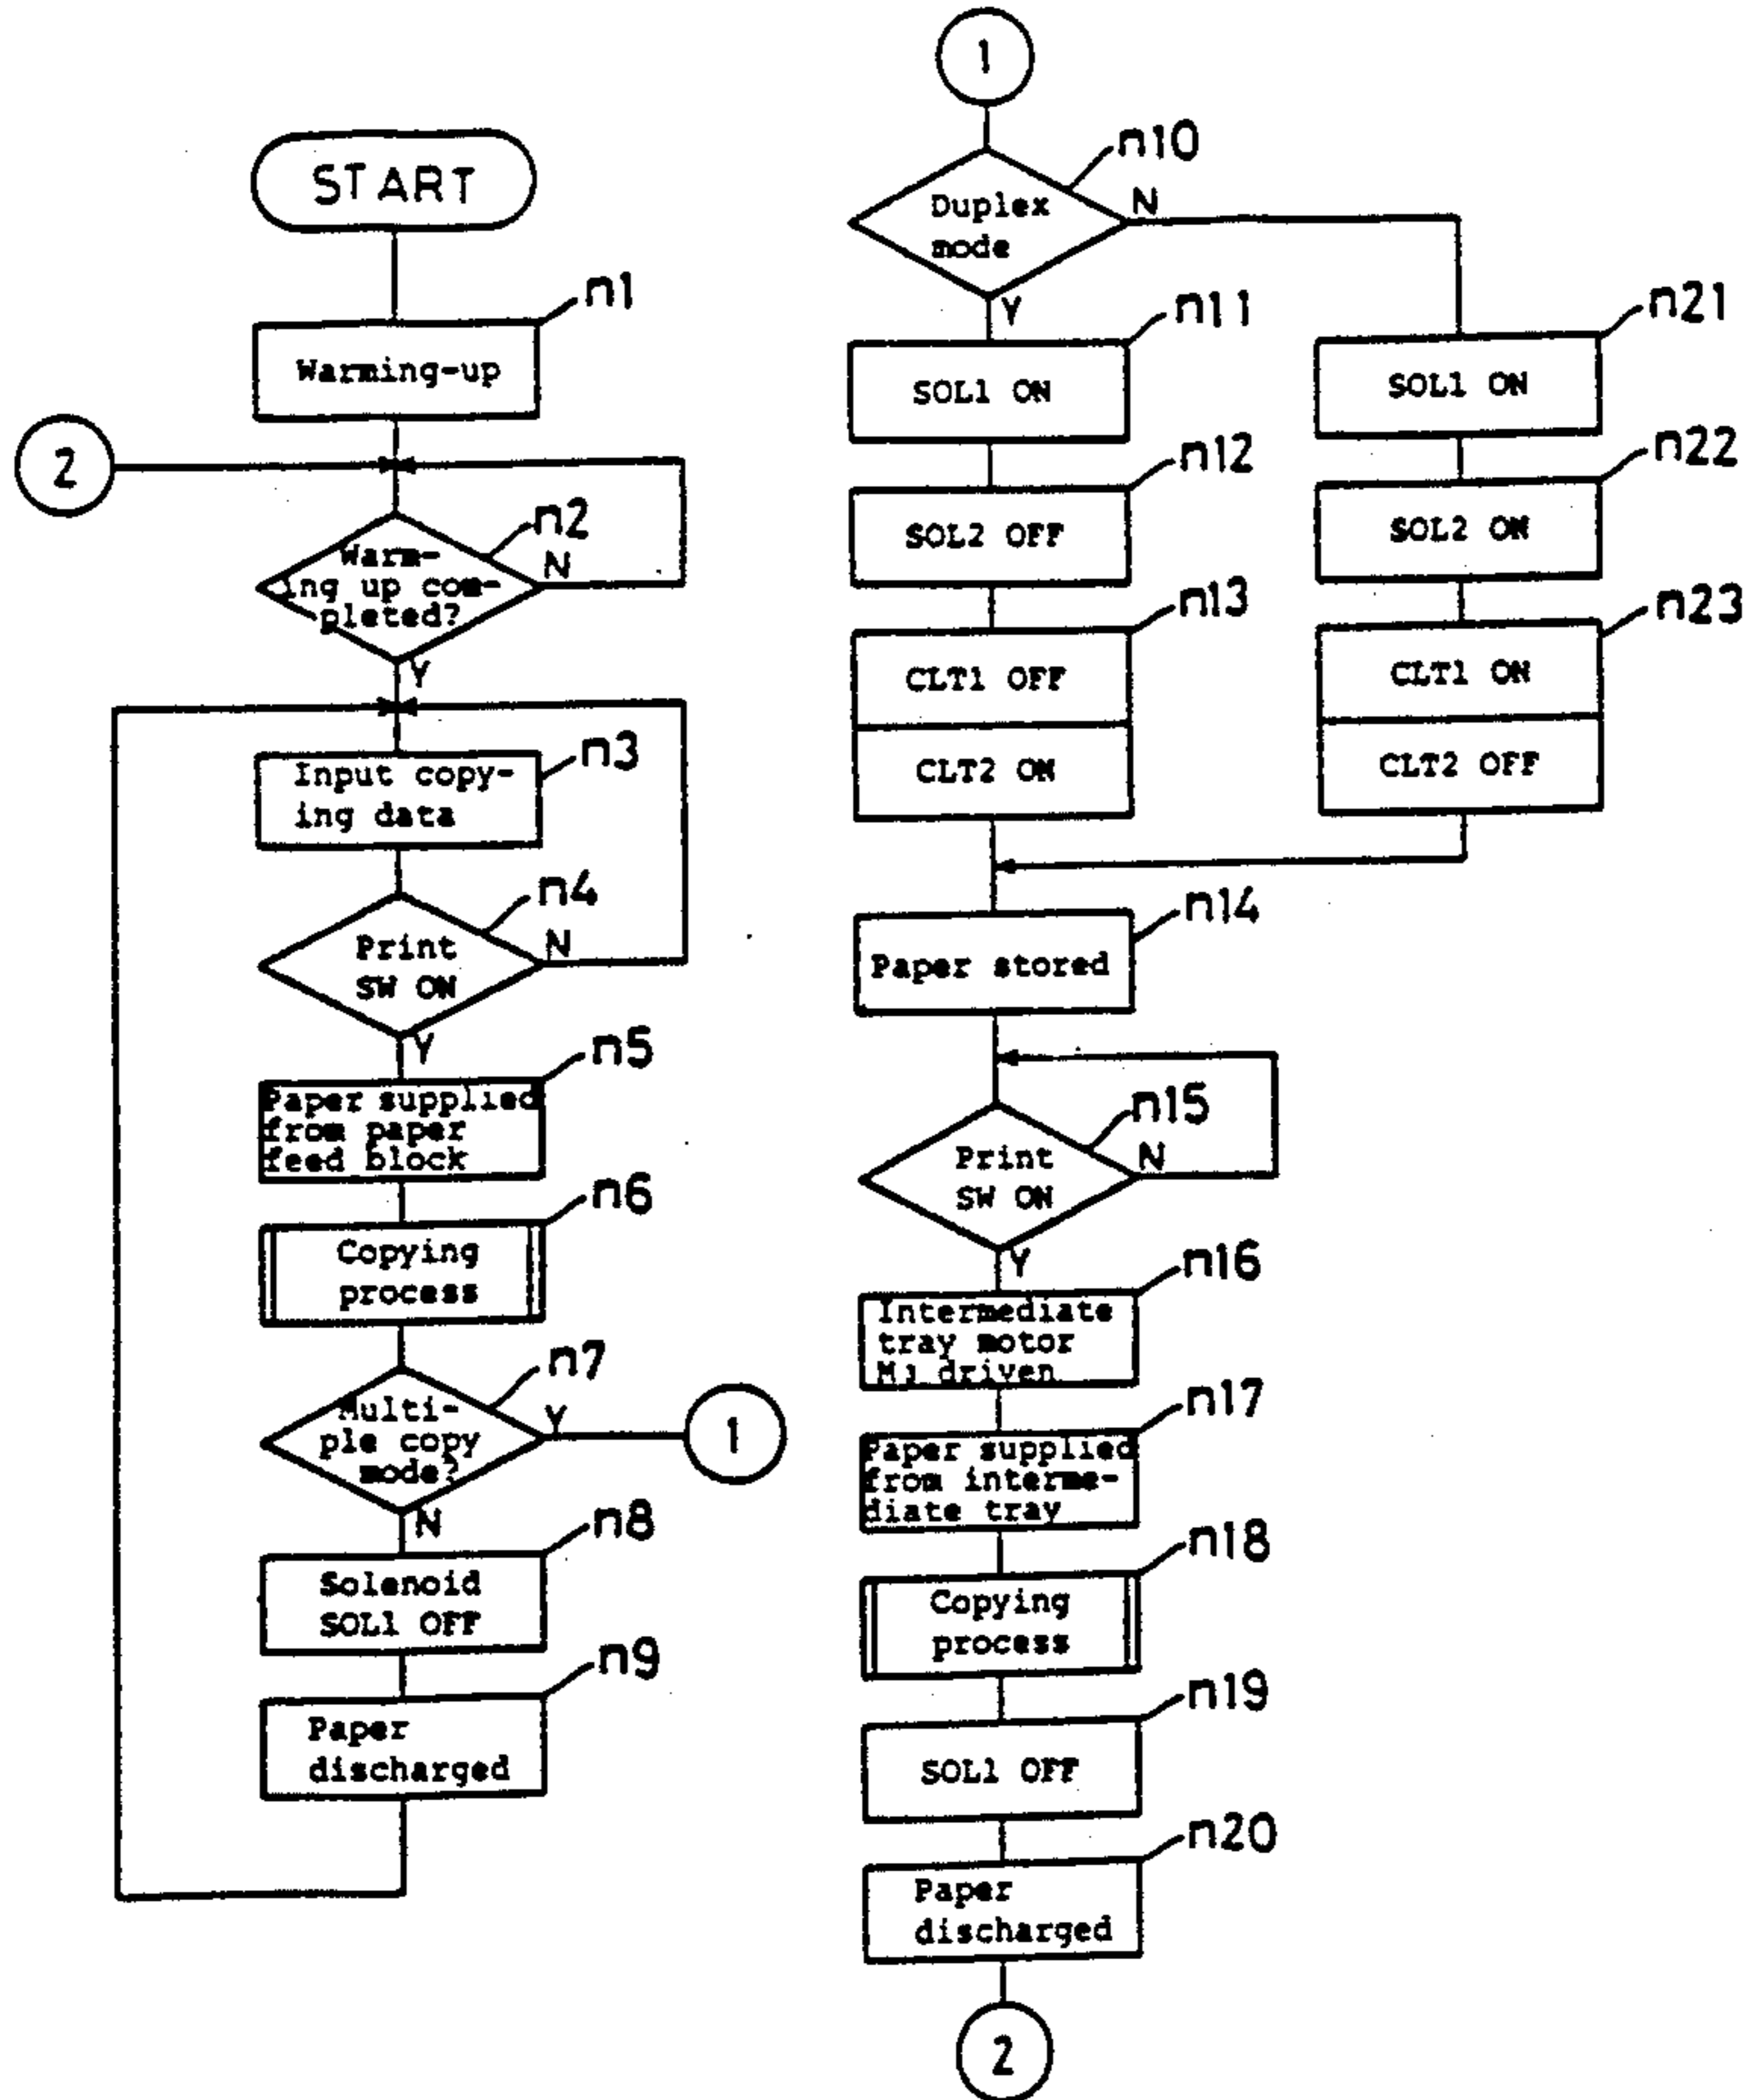 START
n1
Warming-up
2
n2
Warm-
ing up com-
pleted?
N
Y
n3
Input copy-
ing data
n4
Print
SW ON
N
Y
n5
Paper supplied
from paper
feed block
n6
Copying
process
n7
Multi-
ple copy
mode?
Y
1
N
n8
Solenoid
SOL1 OFF
n9
Paper
discharged
1
n10
Duplex
mode
N
Y
n11
SOL1 ON
n12
SOL2 OFF
n13
CLT1 OFF
CLT2 ON
n21
SOL1 ON
n22
SOL2 ON
n23
CLT1 ON
CLT2 OFF
n14
Paper stored
n15
Print
SW ON
N
Y
n16
Intermediate
tray motor
driven
n17
Paper supplied
from interme-
diate tray
n18
Copying
process
n19
SOL1 OFF
n20
Paper
discharged
2